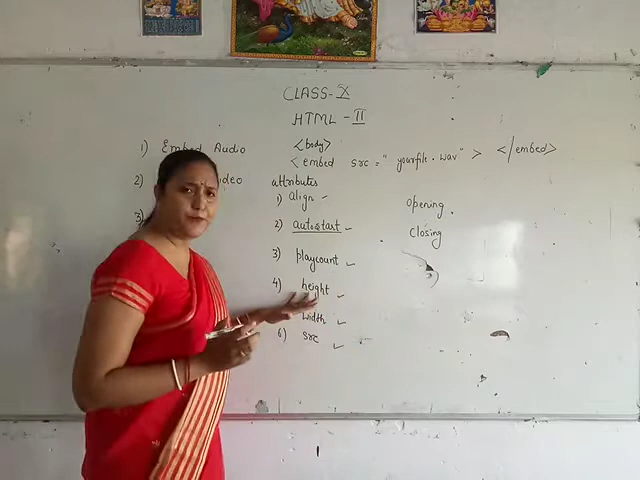 CLASS-X
HTML-II
1) Embed Audio
<body>
<embed src = "yourfile.wav" > </embed>
2)
attributes
1) Align
opening
3)
2) autostart
closing
3) playcount
4) height
width
6) src